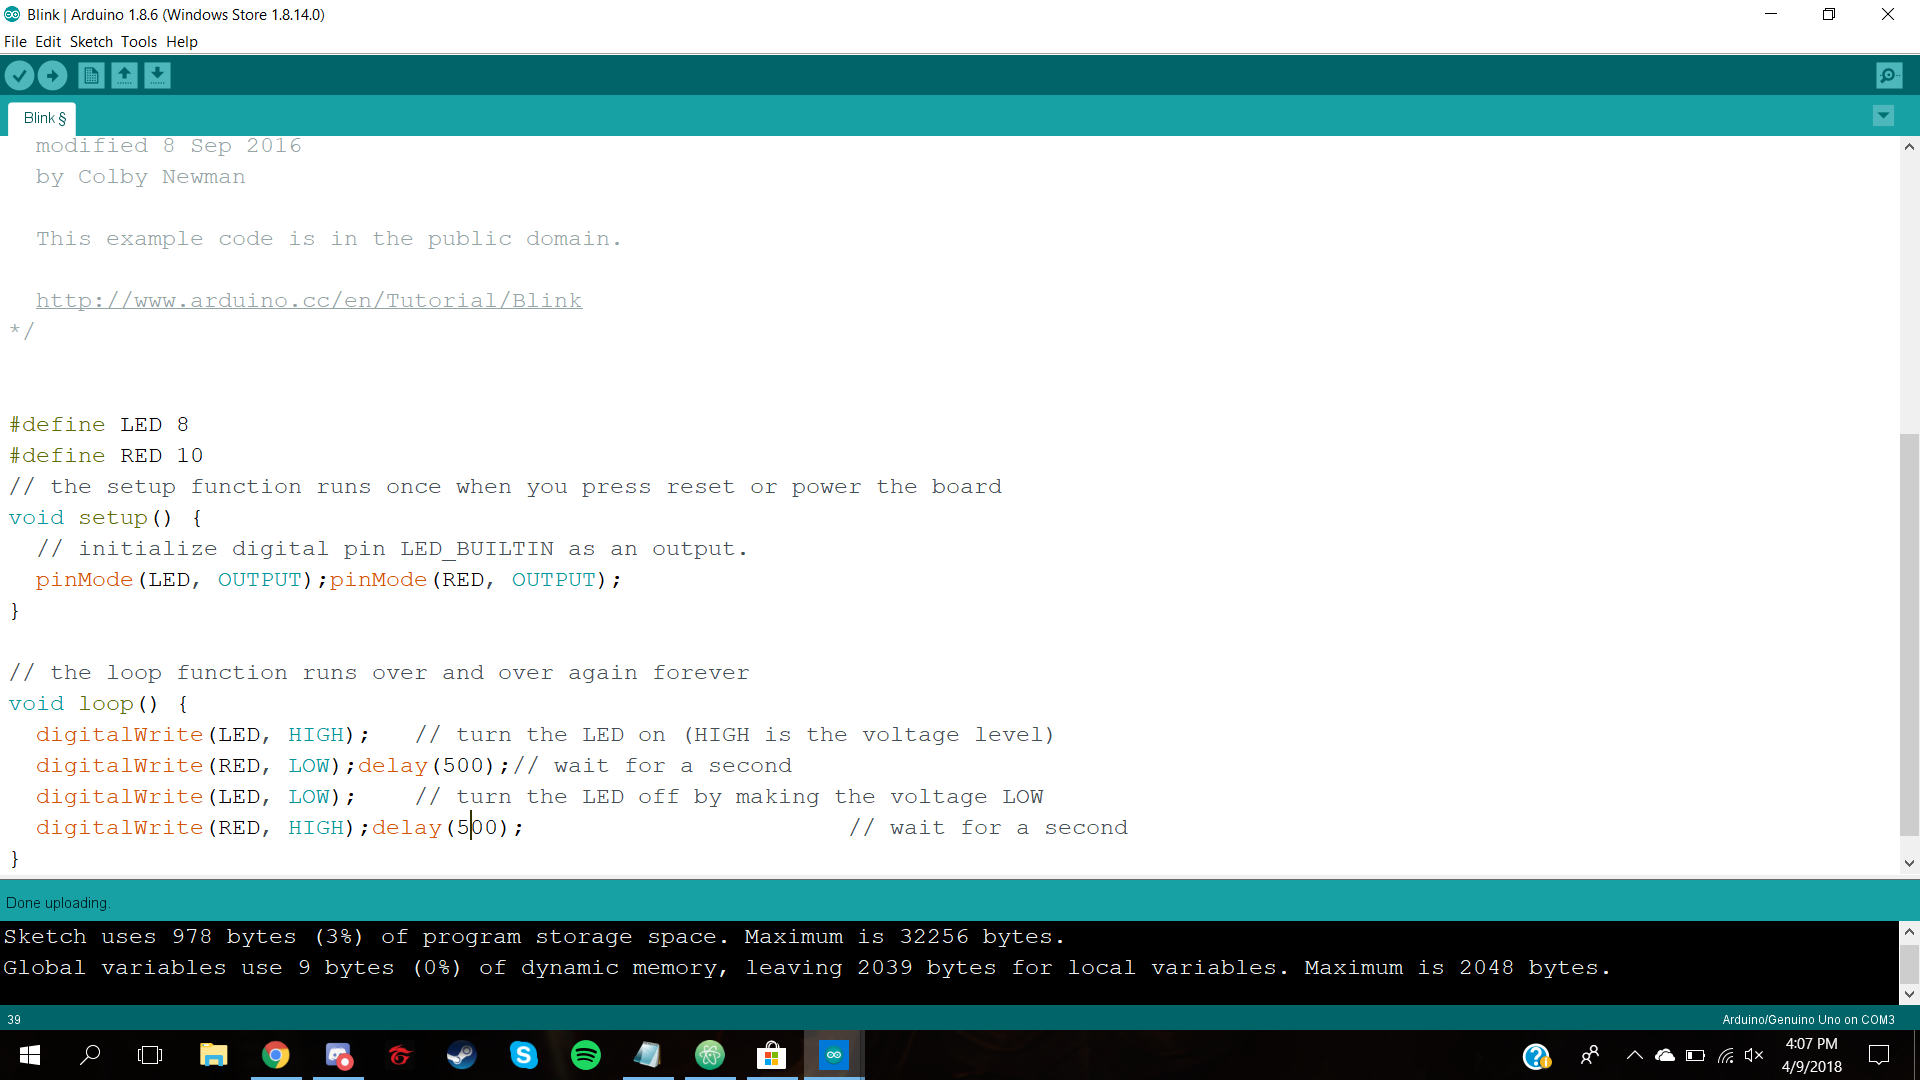 Blink | Arduino 1.8.6 (Windows Store 1.8.14.0)
File Edit Sketch Tools Help
Blink §
modified 8 Sep 2016
by Colby Newman
This example code is in the public domain.
http://www.arduino.cc/en/Tutorial/Blink
*/
#define LED 8
#define RED 10
// the setup function runs once when you press reset or power the board
void setup() {
// initialize digital pin LED_BUILTIN as an output.
pinMode(LED, OUTPUT);pinMode(RED, OUTPUT);
}
// the loop function runs over and over again forever
void loop() {
digitalWrite(LED, HIGH);   // turn the LED on (HIGH is the voltage level)
digitalWrite(RED, LOW);delay(500);// wait for a second
digitalWrite(LED, LOW);    // turn the LED off by making the voltage LOW
digitalWrite(RED, HIGH);delay(500);                       // wait for a second
}
Done uploading.
Sketch uses 978 bytes (3%) of program storage space. Maximum is 32256 bytes.
Global variables use 9 bytes (0%) of dynamic memory, leaving 2039 bytes for local variables. Maximum is 2048 bytes.
39
Arduino/Genuino Uno on COM3
4:07 PM
4/9/2018